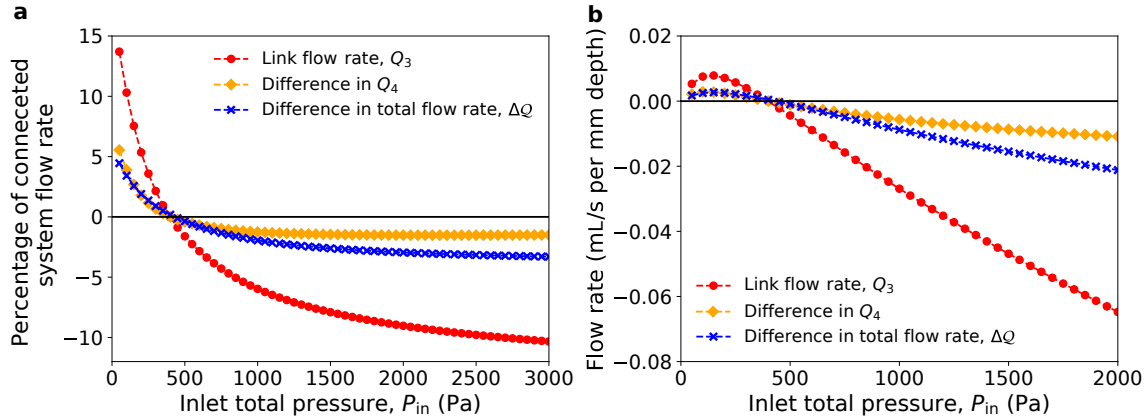 a
Percentage of connected
system flow rate
15
10
5
0
−5
−10
Link flow rate, Q3
Difference in Q4
Difference in total flow rate, ΔQ
0 500 1000 1500 2000 2500 3000
Inlet total pressure, Pin (Pa)
b
Flow rate (mL/s per mm depth)
0.02
0.00
−0.02
−0.04
−0.06
−0.08
Link flow rate, Q3
Difference in Q4
Difference in total flow rate, ΔQ
0 500 1000 1500 2000
Inlet total pressure, Pin (Pa)